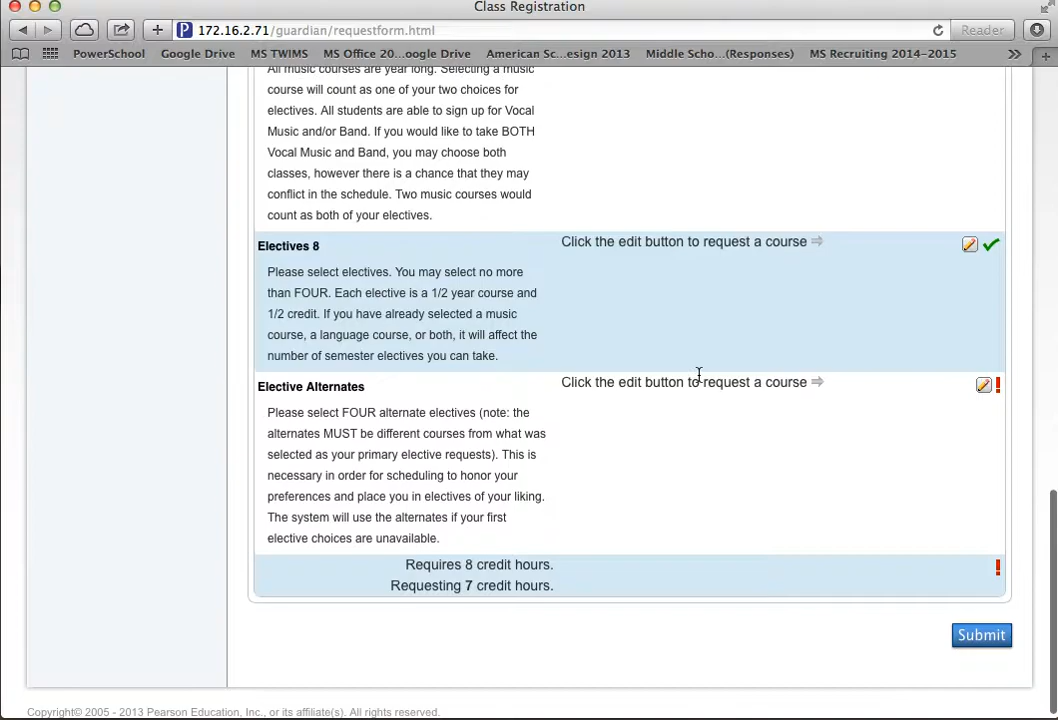 Class Registration
172.16.2.71/guardian/requestform.html
Reader
PowerSchool Google Drive MS TWIMS MS Office 20...oogle Drive American Sc...esign 2013 Middle Scho...(Responses) MS Recruiting 2014–2015
All music courses are year long. Selecting a music
course will count as one of your two choices for
electives. All students are able to sign up for Vocal
Music and/or Band. If you would like to take BOTH
Vocal Music and Band, you may choose both
classes, however there is a chance that they may
conflict in the schedule. Two music courses would
count as both of your electives.
Electives 8
Click the edit button to request a course
Please select electives. You may select no more
than FOUR. Each elective is a 1/2 year course and
1/2 credit. If you have already selected a music
course, a language course, or both, it will affect the
number of semester electives you can take.
Elective Alternates
Click the edit button to request a course
Please select FOUR alternate electives (note: the
alternates MUST be different courses from what was
selected as your primary elective requests). This is
necessary in order for scheduling to honor your
preferences and place you in electives of your liking.
The system will use the alternates if your first
elective choices are unavailable.
Requires 8 credit hours.
Requesting 7 credit hours.
Submit
Copyright© 2005 - 2013 Pearson Education, Inc., or its affiliate(s). All rights reserved.